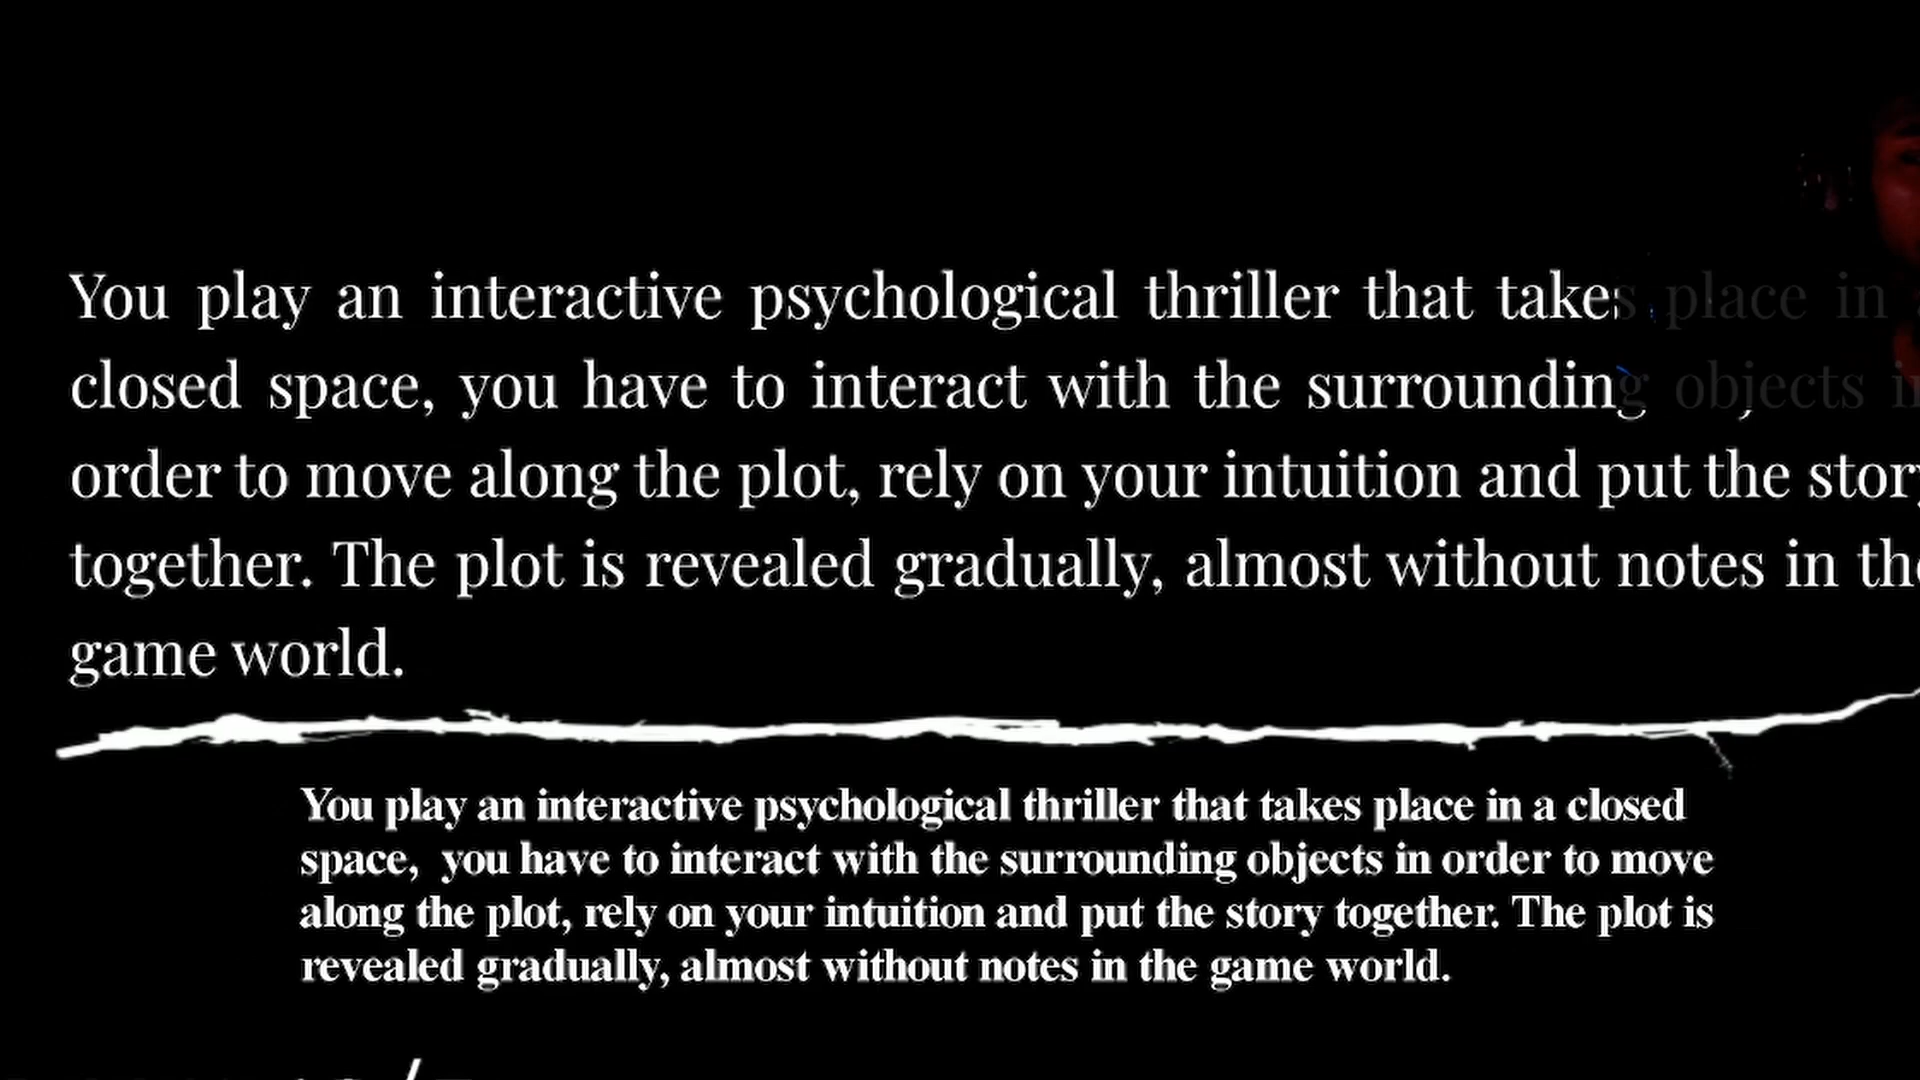 You play an interactive psychological thriller that takes place in
closed space, you have to interact with the surrounding objects in
order to move along the plot, rely on your intuition and put the story
together. The plot is revealed gradually, almost without notes in the
game world.
You play an interactive psychological thriller that takes place in a closed
space, you have to interact with the surrounding objects in order to move
along the plot, rely on your intuition and put the story together. The plot is
revealed gradually, almost without notes in the game world.